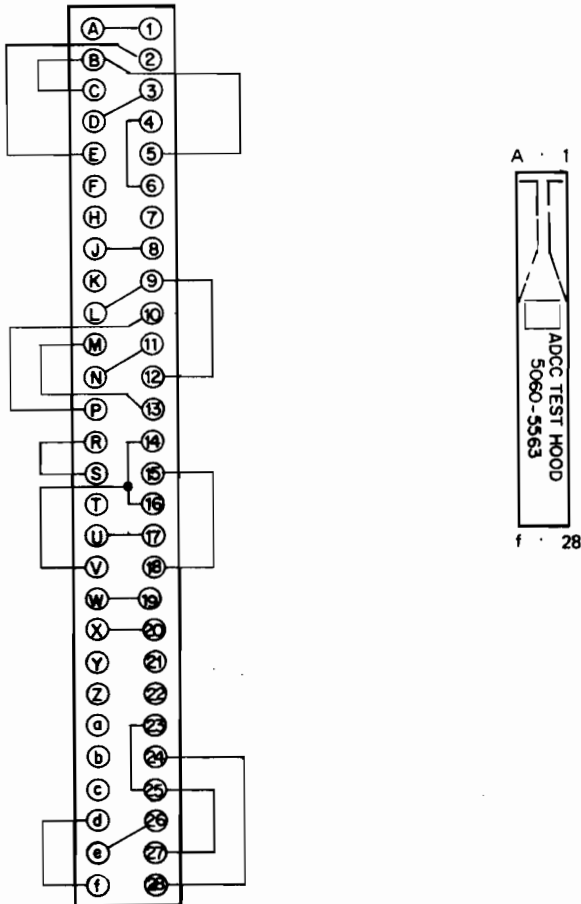 A 1
B 2
C 3
D 4
E 5
F 6
H 7
J 8
K 9
L 10
M 11
N 12
P 13
R 14
S 15
T 16
U 17
V 18
W 19
X 20
Y 21
Z 22
a 23
b 24
c 25
d 26
e 27
f 28
A · 1
ADCC TEST HOOD
5060-5563
f · 28